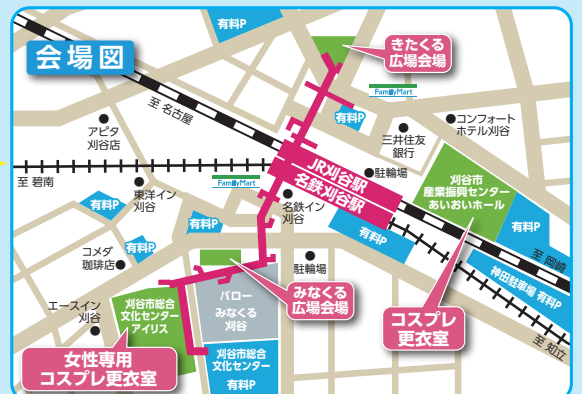 会場図
有料P
きたくる
広場会場
至 名古屋
FamilyMart
有料P
アピタ
刈谷店
三井住友
銀行
コンフォート
ホテル刈谷
JR刈谷駅
名鉄刈谷駅
駐輪場
刈谷市
産業振興センター
あいおいホール
至 碧南
東洋イン
刈谷
FamilyMart
名鉄イン
刈谷
有料P
有料P
有料P
有料P
有料P
至 岡崎
神田駐車場 有料P
至 知立
コメダ
珈琲店
駐輪場
みなくる
広場会場
バロー
みなくる
刈谷
コスプレ
更衣室
エースイン
刈谷
刈谷市総合
文化センター
アイリス
女性専用
コスプレ更衣室
刈谷市総合
文化センター
有料P